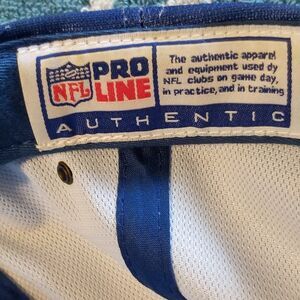 NFL
PRO
LINE
The authentic apparel
and equipment used by
NFL clubs on game day,
in practice, and in training
AUTHENTIC